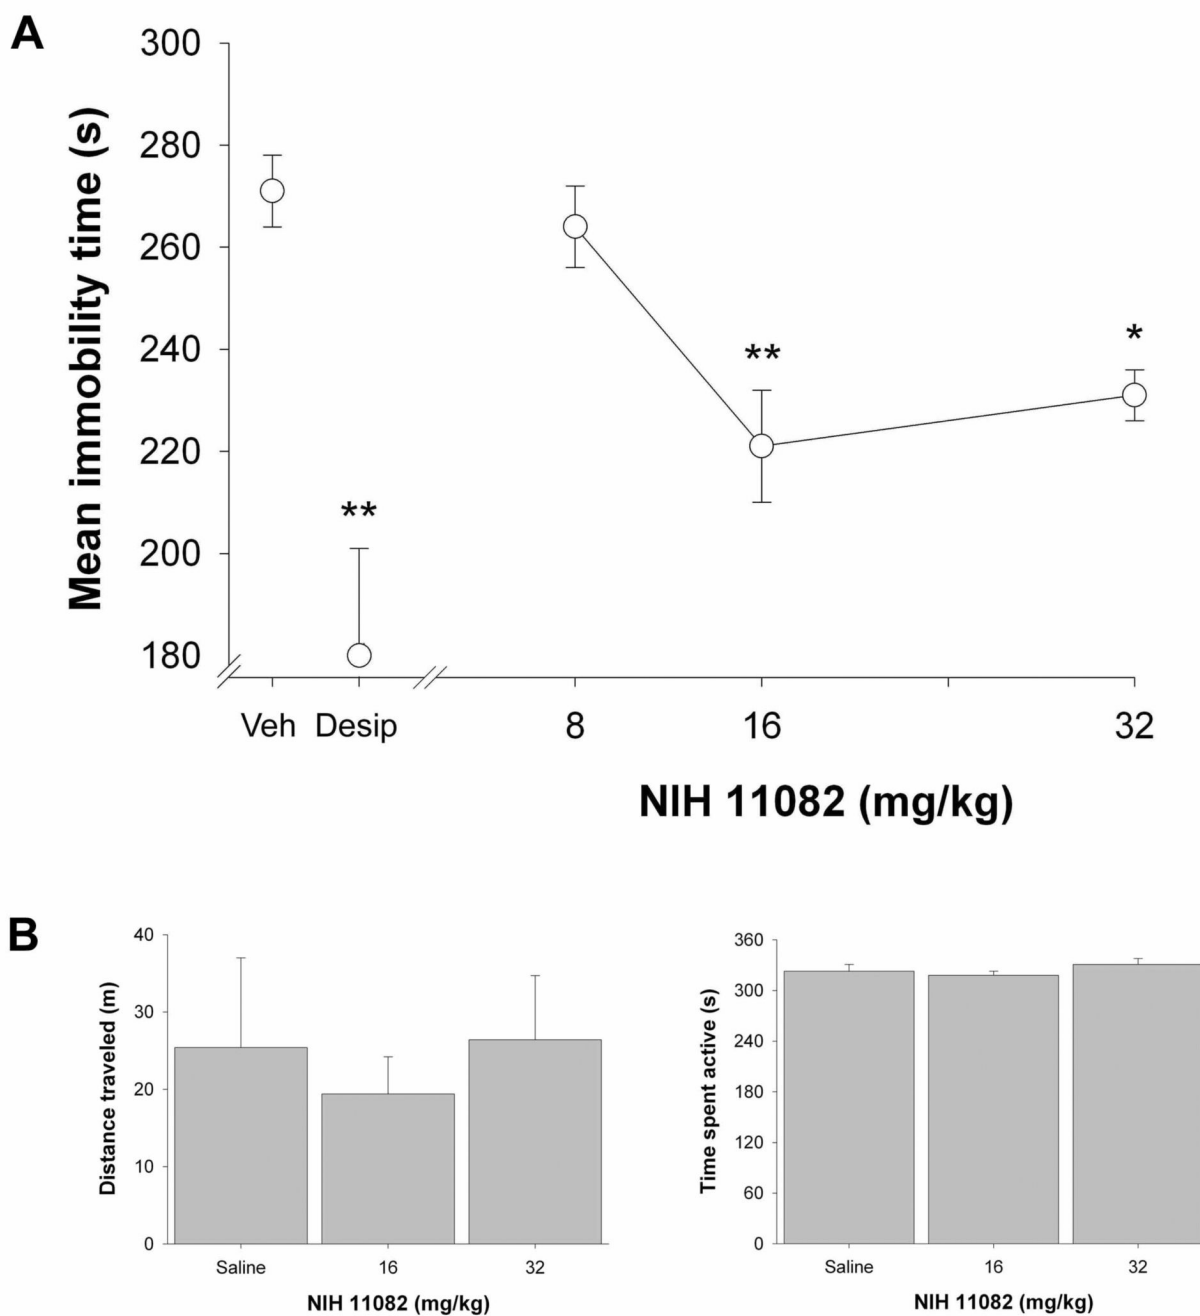 A
Mean immobility time (s)
300
280
260
240
220
200
180
**
**
*
Veh Desip 8 16 32
NIH 11082 (mg/kg)
B
Distance traveled (m)
40
30
20
10
0
Saline 16 32
NIH 11082 (mg/kg)
Time spent active (s)
360
300
240
180
120
60
0
Saline 16 32
NIH 11082 (mg/kg)